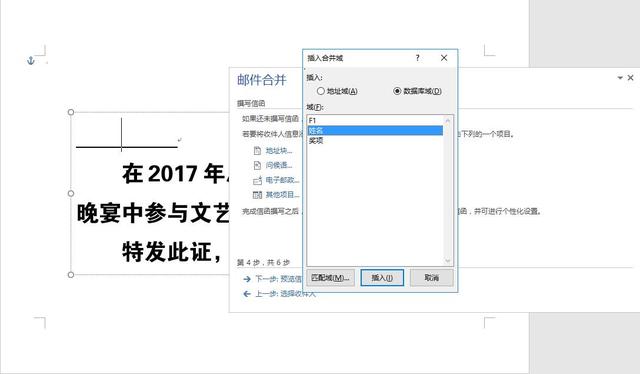 插入合并域
插入:
地址域(A)
数据库域(D)
域(F):
F1
姓名
奖项
匹配域(M)...
插入(I)
取消
邮件合并
撰写信函
如果还未撰写信函,
若要将收件人信息添
下列的一个项目。
地址块...
问候语...
电子邮政...
其他项目...
完成信函撰写之后,
函,并可进行个性化设置。
第 4 步,共 6 步
下一步: 预览信
上一步: 选择收件人
在 2017 年
晚宴中参与文艺
特发此证,